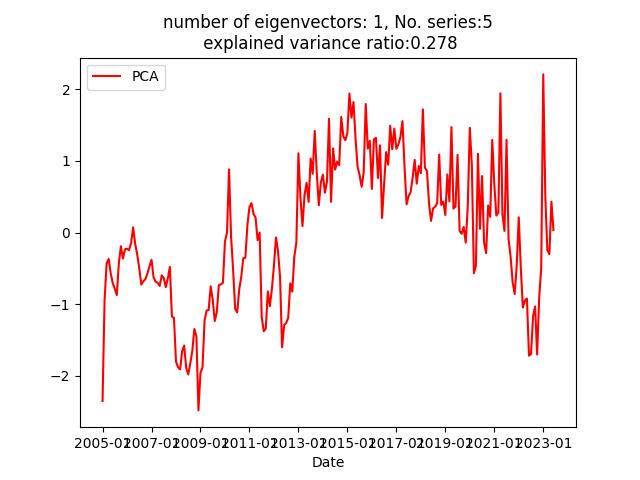 number of eigenvectors: 1, No. series:5
explained variance ratio:0.278
PCA
2
1
0
−1
−2
2005-01 2007-01 2009-01 2011-01 2013-01 2015-01 2017-01 2019-01 2021-01 2023-01
Date